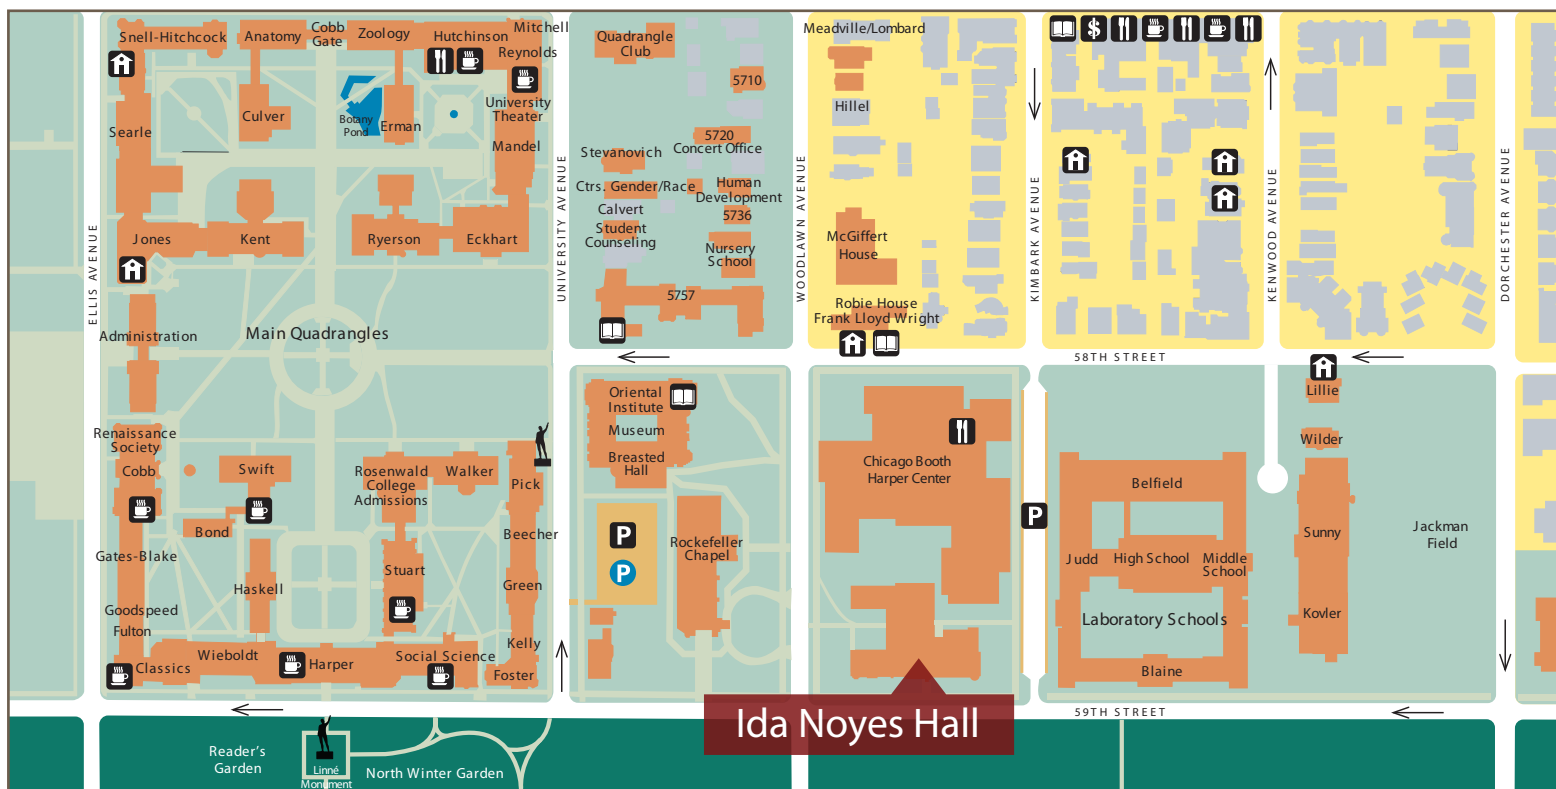 Snell-Hitchcock
Anatomy
Cobb
Gate
Zoology
Hutchinson
Mitchell
Reynolds
University
Theater
Mandel
Searle
Culver
Botany
Pond
Erman
Jones
Kent
Ryerson
Eckhart
ELLIS AVENUE
Administration
Main Quadrangles
Renaissance
Society
Cobb
Swift
Bond
Gates-Blake
Haskell
Goodspeed
Fulton
Classics
Wieboldt
Harper
Rosenwald
College
Admissions
Walker
Pick
Beecher
Stuart
Green
Kelly
Social Science
Foster
UNIVERSITY AVENUE
Quadrangle
Club
5710
5720
Concert Office
Stevanovich
Ctrs. Gender/Race
Human
Development
Calvert
5736
Student
Counseling
Nursery
School
5757
Oriental
Institute
Museum
Breasted
Hall
P
P
Rockefeller
Chapel
WOODLAWN AVENUE
Meadville/Lombard
Hillel
McGiffert
House
Robie House
Frank Lloyd Wright
Chicago Booth
Harper Center
KIMBARK AVENUE
$
KENWOOD AVENUE
DORCHESTER AVENUE
58TH STREET
P
Lillie
Wilder
Belfield
Judd
High School
Middle
School
Laboratory Schools
Blaine
Sunny
Kovler
Jackman
Field
59TH STREET
Ida Noyes Hall
Reader's
Garden
Linné
Monument
North Winter Garden